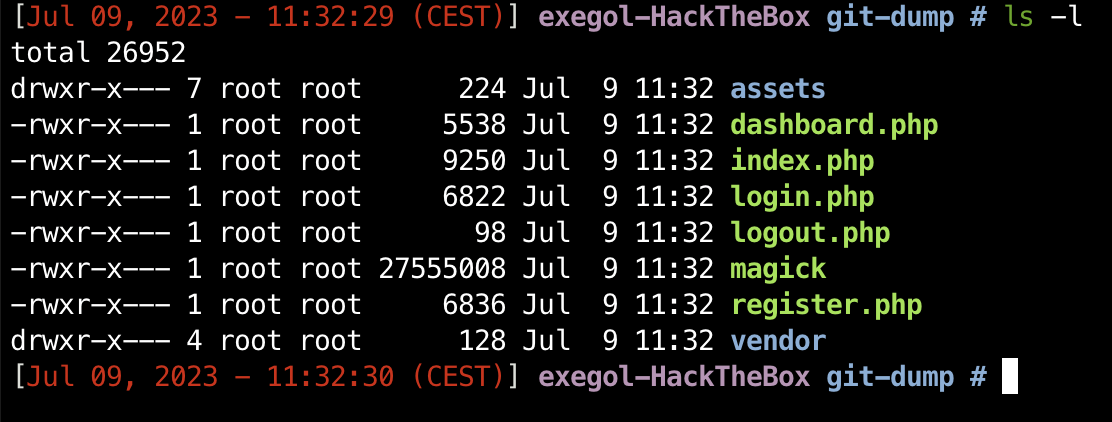 [Jul 09, 2023 - 11:32:29 (CEST)] exegol-HackTheBox git-dump # ls -l
total 26952
drwxr-x--- 7 root root      224 Jul  9 11:32 assets
-rwxr-x--- 1 root root     5538 Jul  9 11:32 dashboard.php
-rwxr-x--- 1 root root     9250 Jul  9 11:32 index.php
-rwxr-x--- 1 root root     6822 Jul  9 11:32 login.php
-rwxr-x--- 1 root root       98 Jul  9 11:32 logout.php
-rwxr-x--- 1 root root 27555008 Jul  9 11:32 magick
-rwxr-x--- 1 root root     6836 Jul  9 11:32 register.php
drwxr-x--- 4 root root      128 Jul  9 11:32 vendor
[Jul 09, 2023 - 11:32:30 (CEST)] exegol-HackTheBox git-dump #